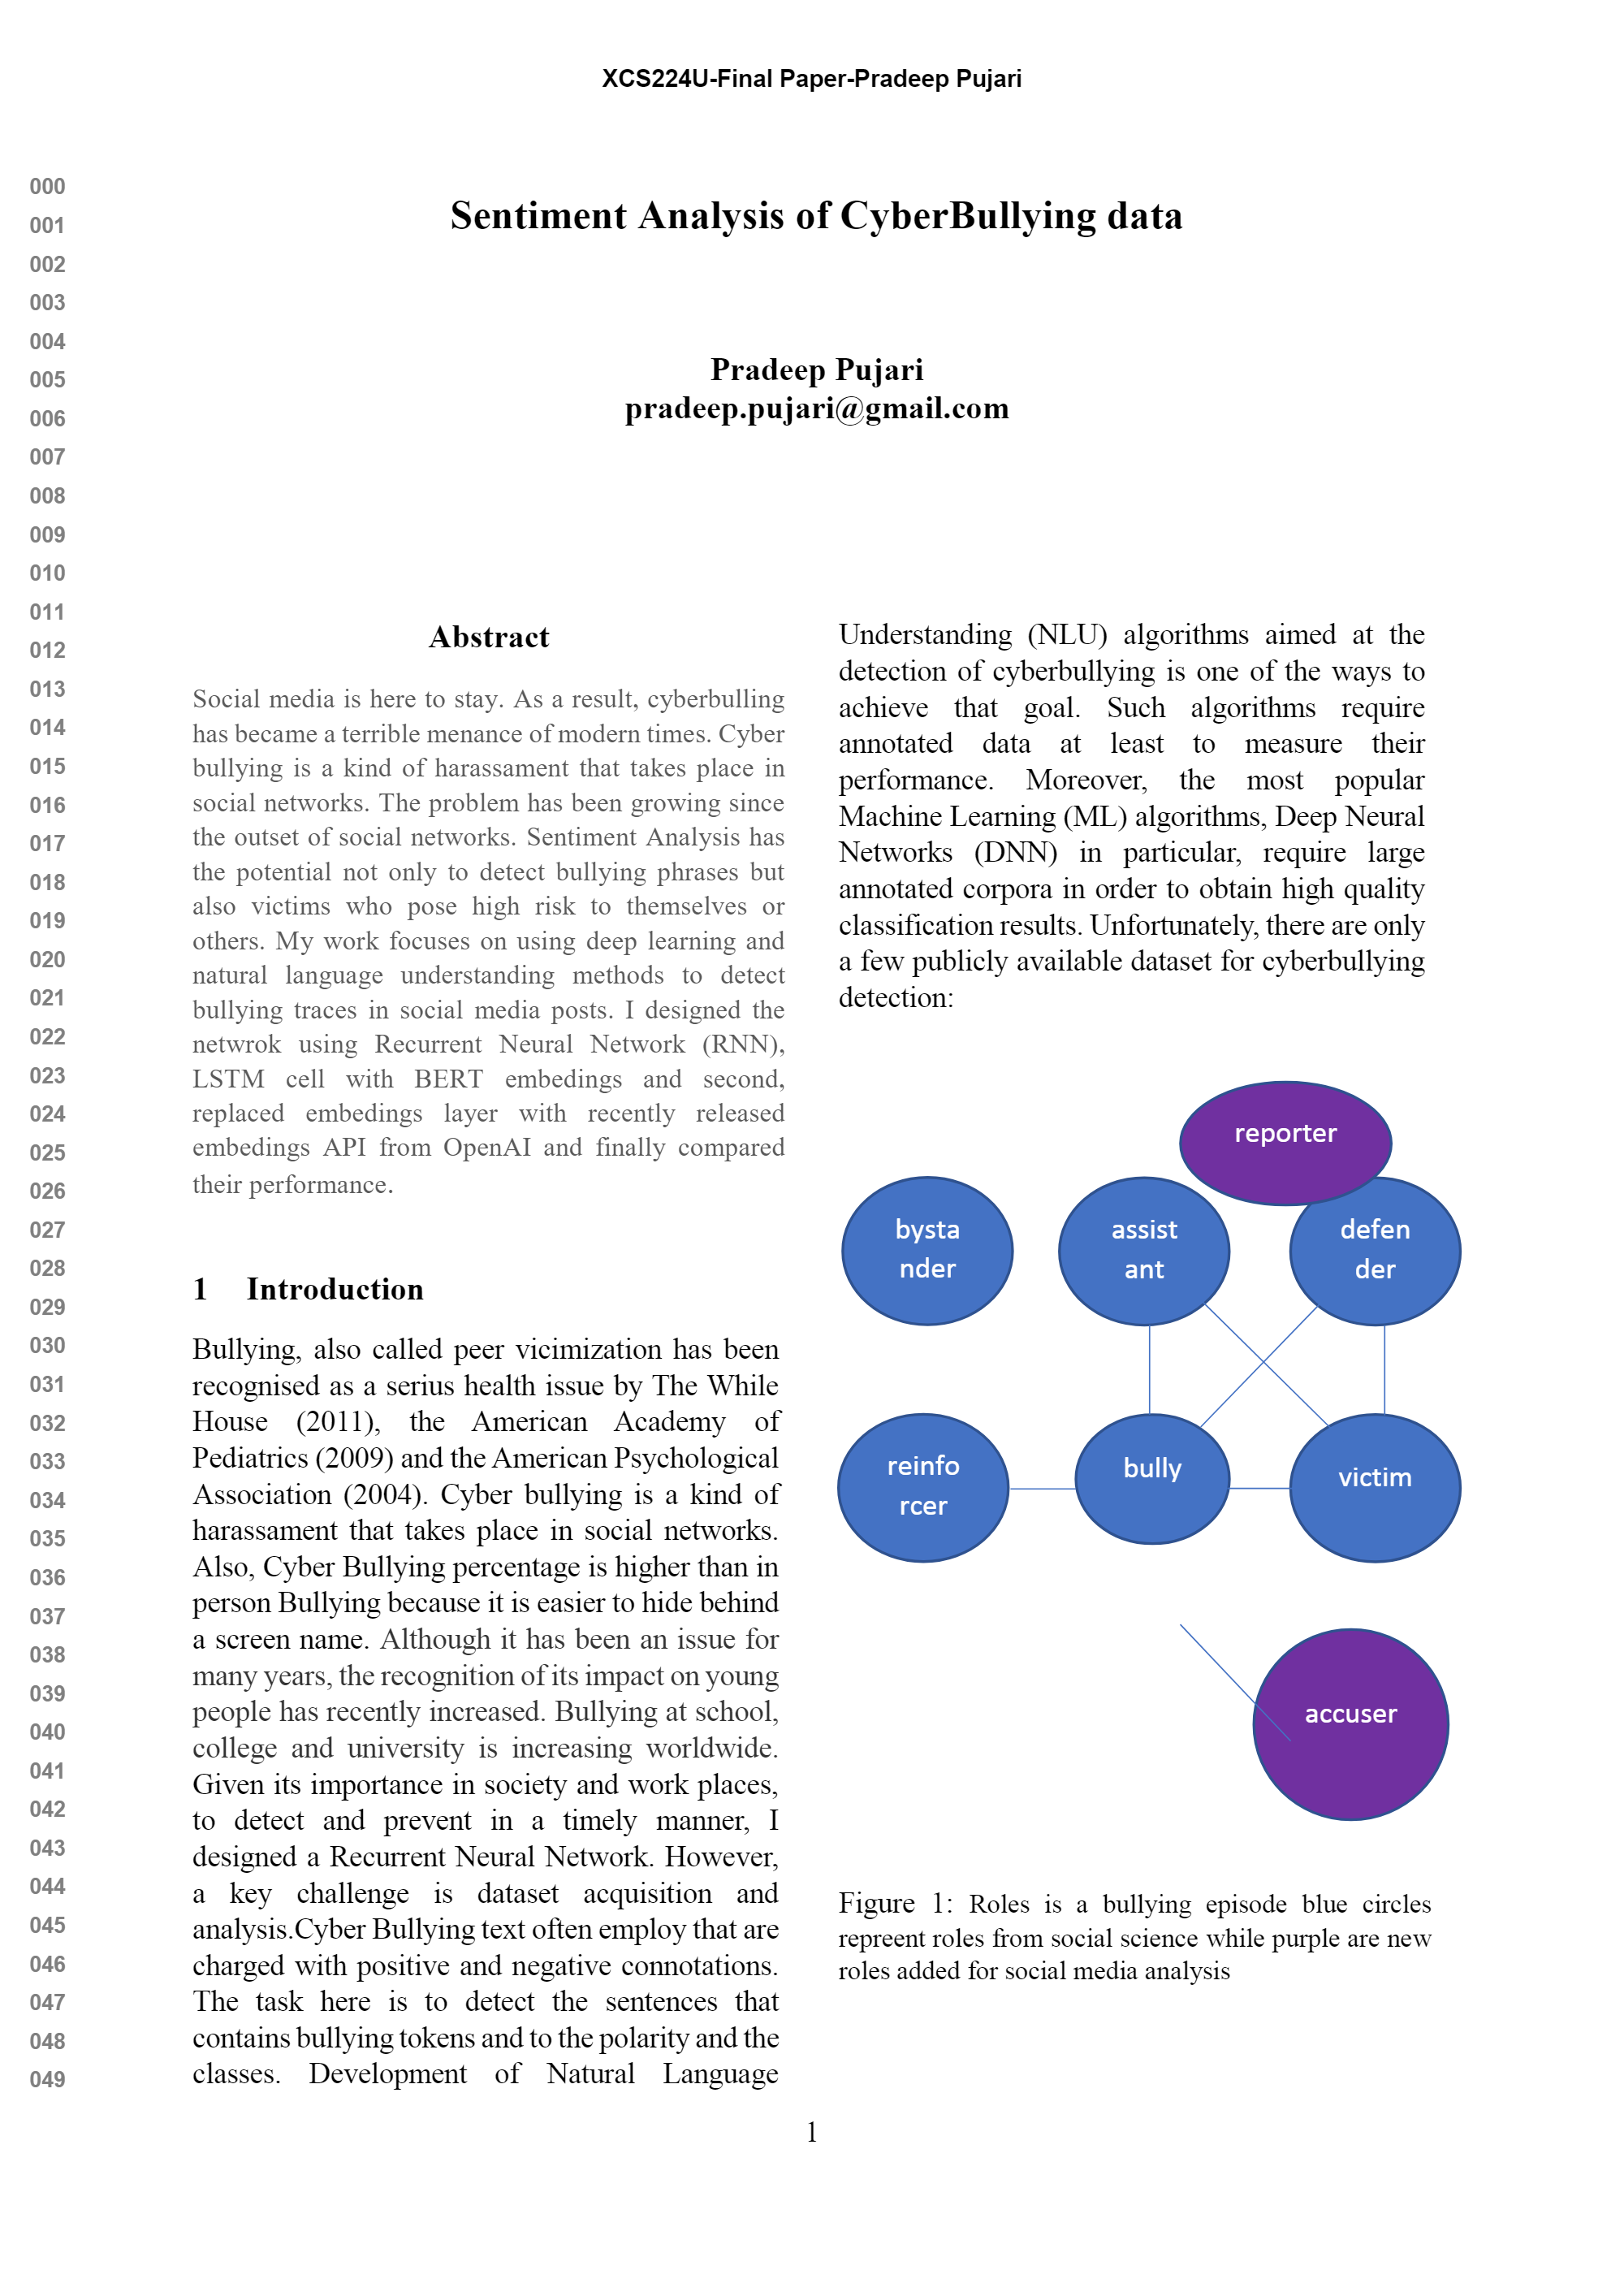 XCS224U-Final Paper-Pradeep Pujari
000
001
002
003
004
005
006
007
008
009
010
011
012
013
014
015
016
017
018
019
020
021
022
023
024
025
026
027
028
029
030
031
032
033
034
035
036
037
038
039
040
041
042
043
044
045
046
047
048
049
Sentiment Analysis of CyberBullying data
Pradeep Pujari
pradeep.pujari@gmail.com
Abstract
Social media is here to stay. As a result, cyberbulling
has became a terrible menance of modern times. Cyber
bullying is a kind of harassament that takes place in
social networks. The problem has been growing since
the outset of social networks. Sentiment Analysis has
the potential not only to detect bullying phrases but
also victims who pose high risk to themselves or
others. My work focuses on using deep learning and
natural language understanding methods to detect
bullying traces in social media posts. I designed the
netwrok using Recurrent Neural Network (RNN),
LSTM cell with BERT embedings and second,
replaced embedings layer with recently released
embedings API from OpenAI and finally compared
their performance.
1 Introduction
Bullying, also called peer vicimization has been
recognised as a serius health issue by The While
House (2011), the American Academy of
Pediatrics (2009) and the American Psychological
Association (2004). Cyber bullying is a kind of
harassament that takes place in social networks.
Also, Cyber Bullying percentage is higher than in
person Bullying because it is easier to hide behind
a screen name. Although it has been an issue for
many years, the recognition of its impact on young
people has recently increased. Bullying at school,
college and university is increasing worldwide.
Given its importance in society and work places,
to detect and prevent in a timely manner, I
designed a Recurrent Neural Network. However,
a key challenge is dataset acquisition and
analysis.Cyber Bullying text often employ that are
charged with positive and negative connotations.
The task here is to detect the sentences that
contains bullying tokens and to the polarity and the
classes. Development of Natural Language
Understanding (NLU) algorithms aimed at the
detection of cyberbullying is one of the ways to
achieve that goal. Such algorithms require
annotated data at least to measure their
performance. Moreover, the most popular
Machine Learning (ML) algorithms, Deep Neural
Networks (DNN) in particular, require large
annotated corpora in order to obtain high quality
classification results. Unfortunately, there are only
a few publicly available dataset for cyberbullying
detection:
reporter
bysta
nder
assist
ant
defen
der
reinfo
rcer
bully
victim
accuser
Figure 1: Roles is a bullying episode blue circles
repreent roles from social science while purple are new
roles added for social media analysis
1